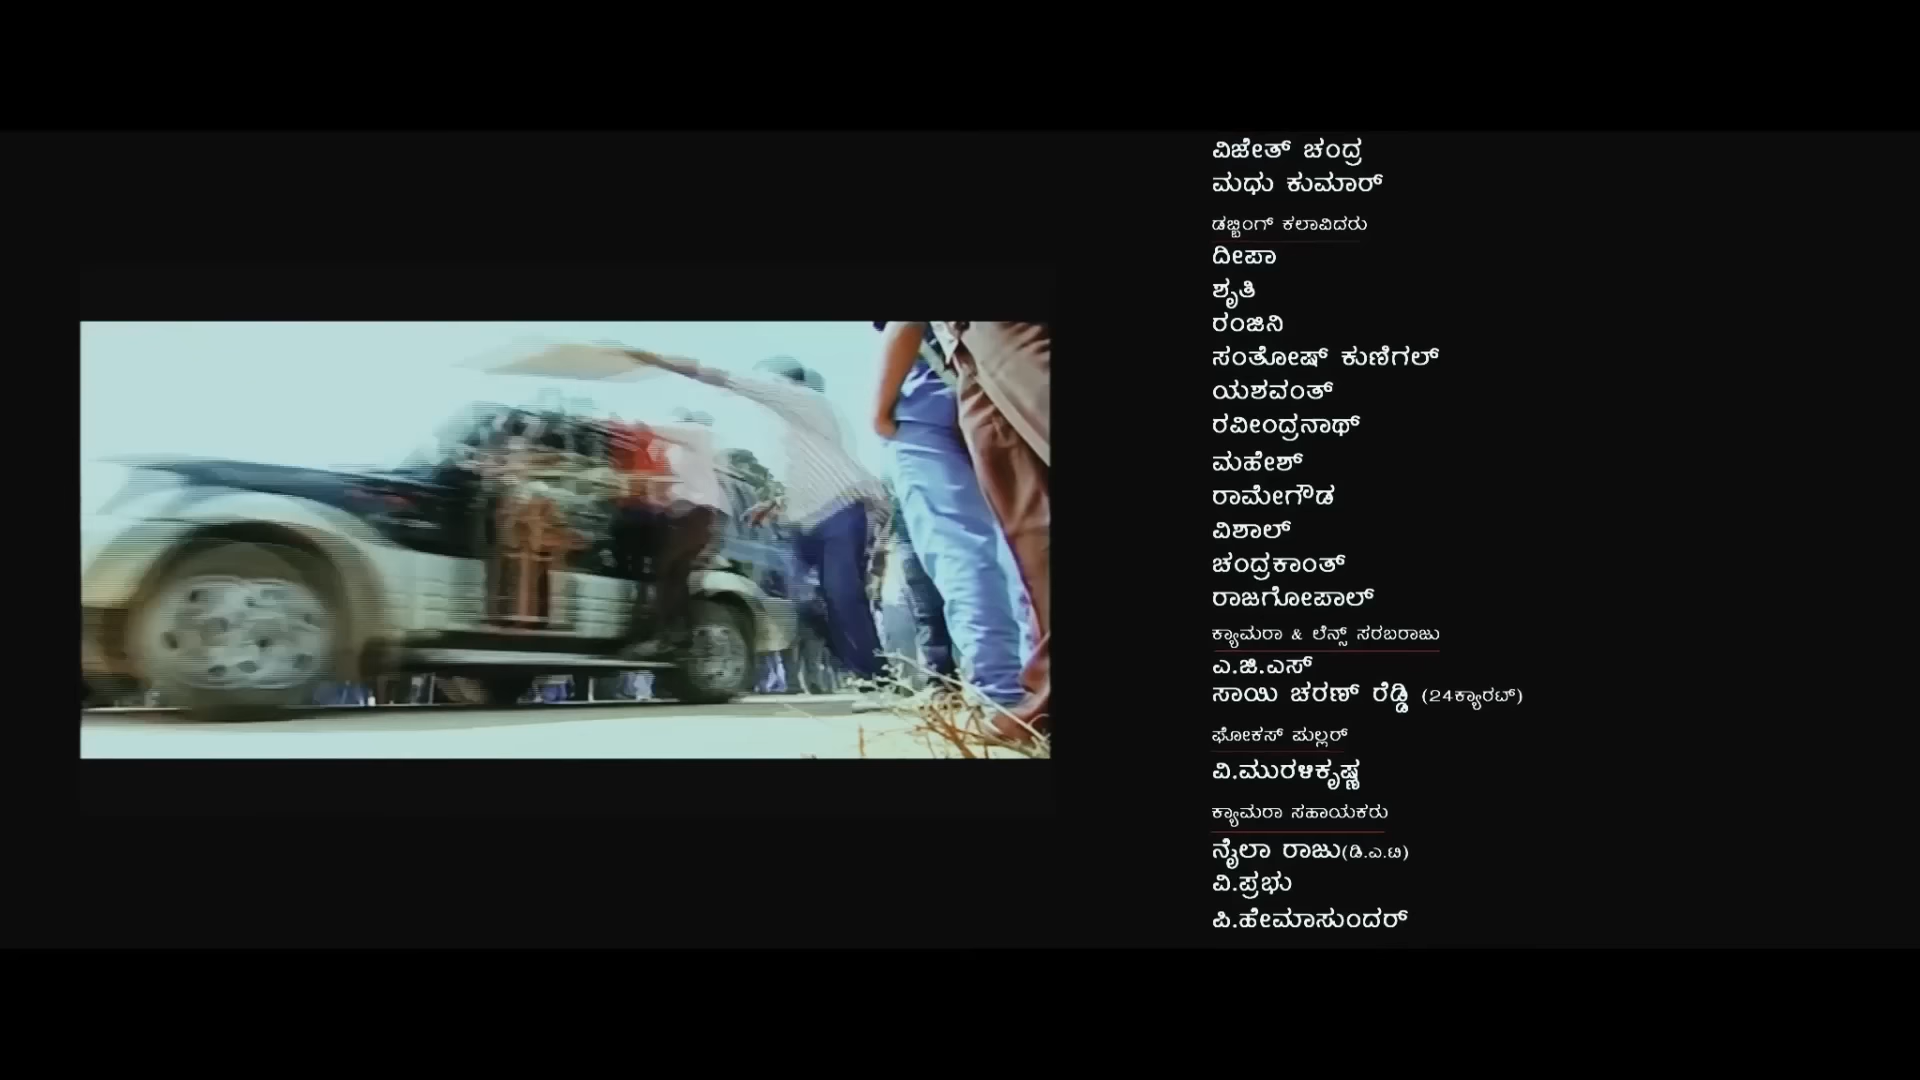 ವಿಜೇತ್ ಚಂದ್ರ
ಮಧು ಕುಮಾರ್
ಡಬ್ಬಿಂಗ್ ಕಲಾವಿದರು
ದೀಪಾ
ಶೃತಿ
ರಂಜಿನಿ
ಸಂತೋಷ್ ಕುಣಿಗಲ್
ಯಶವಂತ್
ರವೀಂದ್ರನಾಥ್
ಮಹೇಶ್
ರಾಮೇಗೌಡ
ವಿಶಾಲ್
ಚಂದ್ರಕಾಂತ್
ರಾಜಗೋಪಾಲ್
ಕ್ಯಾಮರಾ & ಲೆನ್ಸ್ ಸರಬರಾಜು
ಎ.ಜಿ.ಎಸ್
ಸಾಯಿ ಚರಣ್ ರೆಡ್ಡಿ (24ಕ್ಯಾರಟ್)
ಫೋಕಸ್ ಪುಲ್ಲರ್
ವಿ.ಮುರಳಿಕೃಷ್ಣ
ಕ್ಯಾಮರಾ ಸಹಾಯಕರು
ನೈಲಾ ರಾಜು(ಡಿ.ಎ.ಟಿ)
ವಿ.ಪ್ರಭು
ಪಿ.ಹೇಮಾಸುಂದರ್